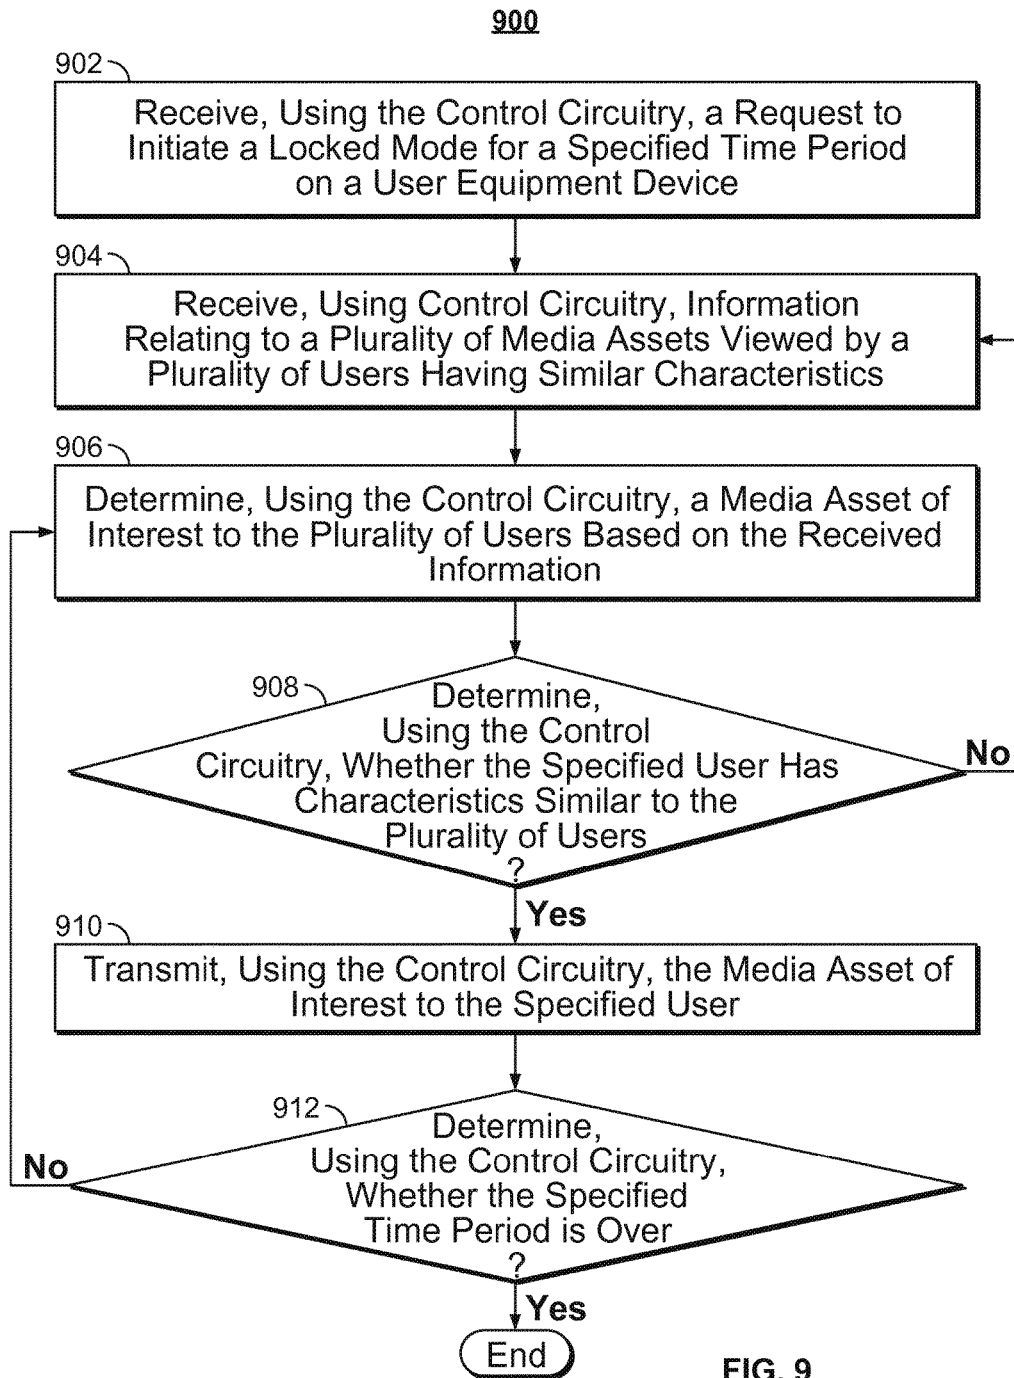 900
902
Receive, Using the Control Circuitry, a Request to
Initiate a Locked Mode for a Specified Time Period
on a User Equipment Device
904
Receive, Using Control Circuitry, Information
Relating to a Plurality of Media Assets Viewed by a
Plurality of Users Having Similar Characteristics
906
Determine, Using the Control Circuitry, a Media Asset of
Interest to the Plurality of Users Based on the Received
Information
908
Determine,
Using the Control
Circuitry, Whether the Specified User Has
Characteristics Similar to the
Plurality of Users
?
No
Yes
910
Transmit, Using the Control Circuitry, the Media Asset of
Interest to the Specified User
912
Determine,
Using the Control Circuitry,
Whether the Specified
Time Period is Over
?
No
Yes
End
FIG. 9